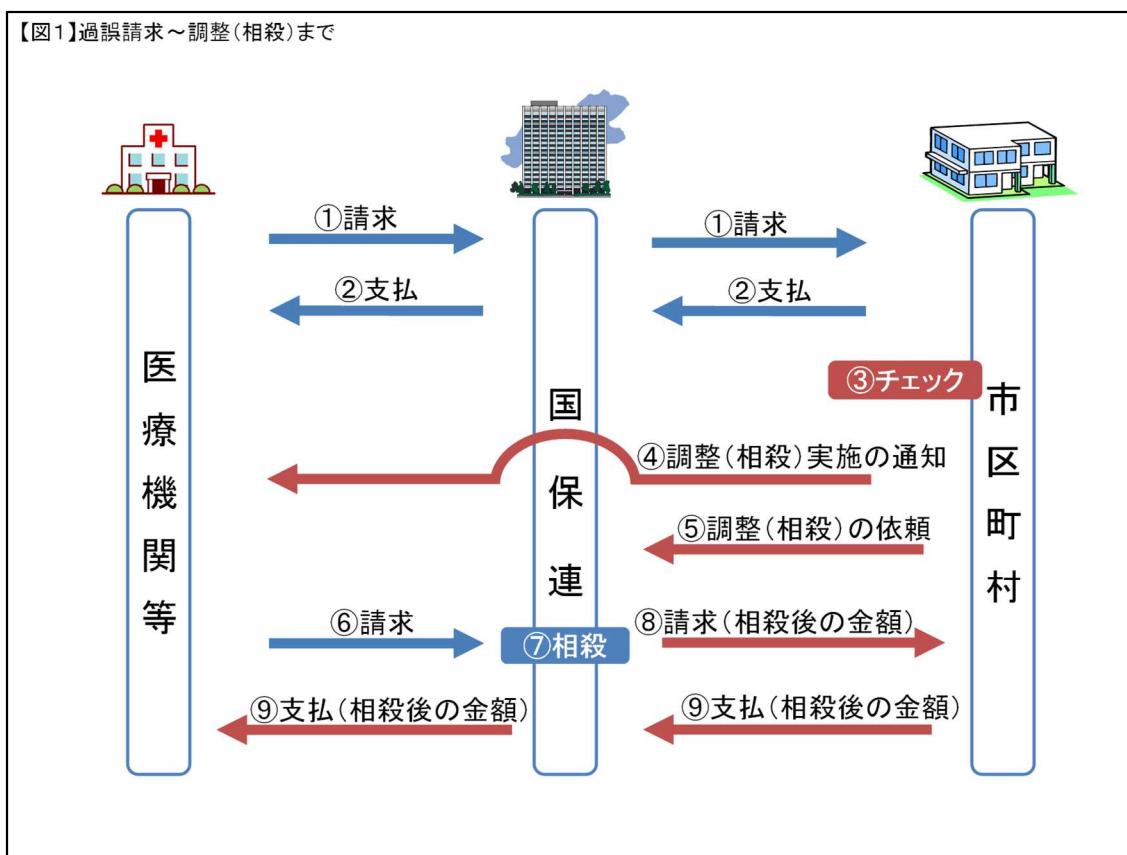 【図1】過誤請求～調整(相殺)まで
①請求
①請求
②支払
②支払
③チェック
④調整(相殺)実施の通知
⑤調整(相殺)の依頼
⑥請求
⑦相殺
⑧請求(相殺後の金額)
⑨支払(相殺後の金額)
⑨支払(相殺後の金額)
医療機関等
国保連
市区町村